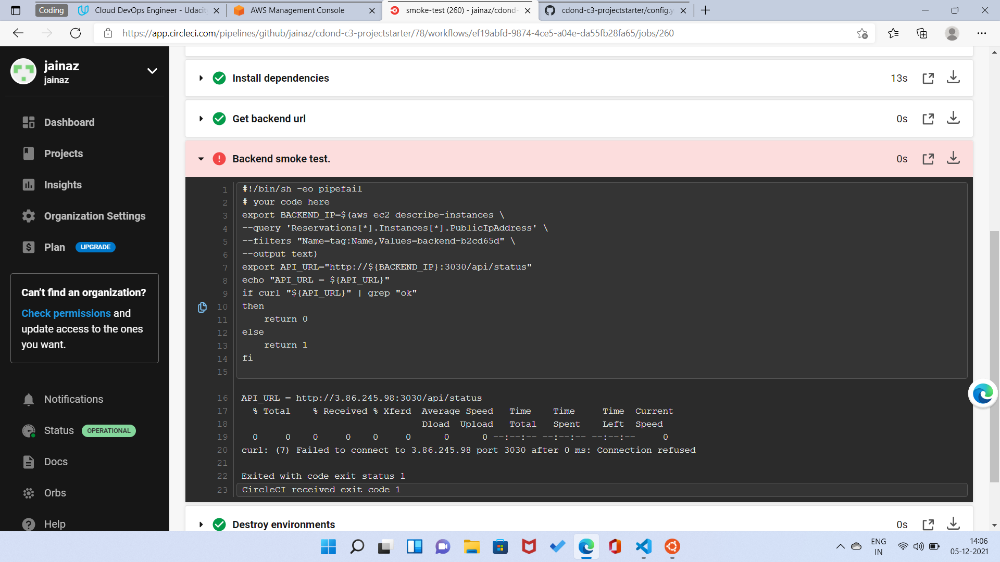 Coding
Cloud DevOps Engineer - Udacit
AWS Management Console
smoke-test (260) - jainaz/cdond-
cdond-c3-projectstarter/config.y
https://app.circleci.com/pipelines/github/jainaz/cdond-c3-projectstarter/78/workflows/ef19abfd-9874-4ce5-a04e-da55fb28fa65/jobs/260
jainaz
jainaz
Dashboard
Projects
Insights
Organization Settings
Plan UPGRADE
Can't find an organization?
Check permissions and
update access to the ones
you want.
Notifications
Status OPERATIONAL
Docs
Orbs
Help
Install dependencies 13s
Get backend url 0s
Backend smoke test. 0s
1 #!/bin/sh -eo pipefail
2 # your code here
3 export BACKEND_IP=$(aws ec2 describe-instances \
4 --query 'Reservations[*].Instances[*].PublicIpAddress' \
5 --filters "Name=tag:Name,Values=backend-b2cd65d" \
6 --output text)
7 export API_URL="http://${BACKEND_IP}:3030/api/status"
8 echo "API_URL = ${API_URL}"
9 if curl "${API_URL}" | grep "ok"
10 then
11 return 0
12 else
13 return 1
14 fi
15
16 API_URL = http://3.86.245.98:3030/api/status
17 % Total % Received % Xferd Average Speed Time Time Time Current
18 Dload Upload Total Spent Left Speed
19 0 0 0 0 0 0 0 0 --:--:-- --:--:-- --:--:-- 0
20 curl: (7) Failed to connect to 3.86.245.98 port 3030 after 0 ms: Connection refused
21
22 Exited with code exit status 1
23 CircleCI received exit code 1
Destroy environments 0s
ENG
IN
14:06
05-12-2021